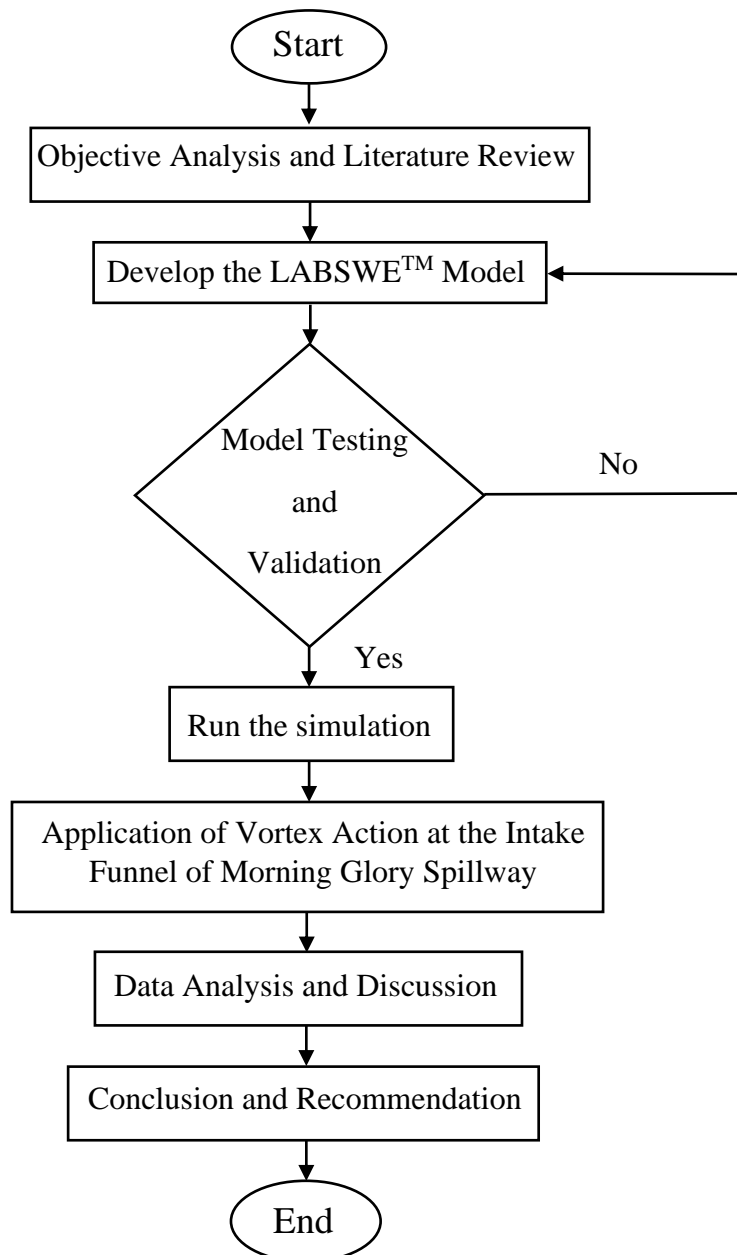 Start
Objective Analysis and Literature Review
Develop the LABSWE™ Model
Model Testing
and
Validation
No
Yes
Run the simulation
Application of Vortex Action at the Intake
Funnel of Morning Glory Spillway
Data Analysis and Discussion
Conclusion and Recommendation
End